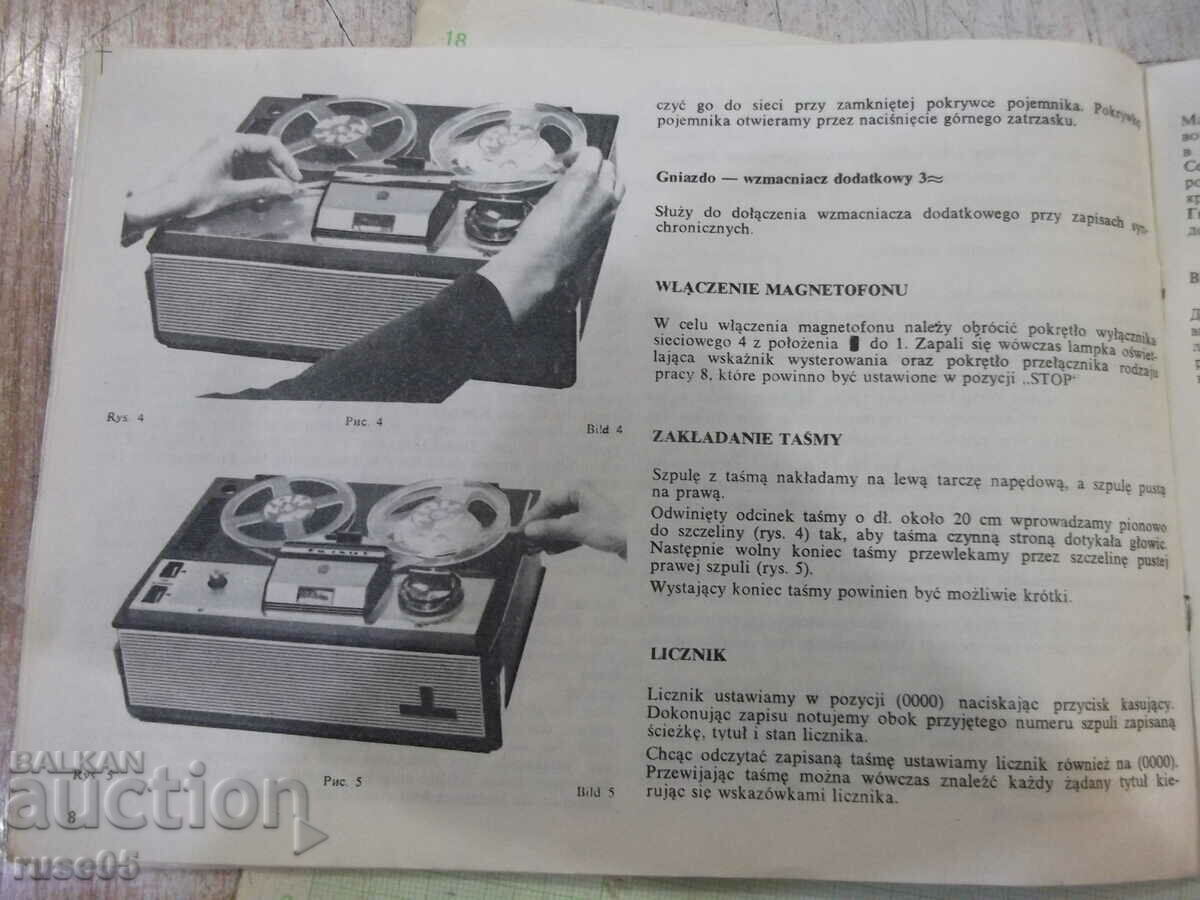 18
czyć go do sieci przy zamkniętej pokrywce pojemnika. Pokrywkę
pojemnika otwieramy przez naciśnięcie górnego zatrzasku.
Gniazdo — wzmacniacz dodatkowy 3≂
Służy do dołączenia wzmacniacza dodatkowego przy zapisach syn-
chronicznych.
WŁĄCZENIE MAGNETOFONU
W celu włączenia magnetofonu należy obrócić pokrętło wyłącznika
sieciowego 4 z położenia ▮ do 1. Zapali się wówczas lampka oświet-
lająca wskaźnik wysterowania oraz pokrętło przełącznika rodzaju
pracy 8, które powinno być ustawione w pozycji „STOP"
ZAKŁADANIE TAŚMY
Szpulę z taśmą nakładamy na lewą tarczę napędową, a szpulę pustą
na prawą.
Odwinięty odcinek taśmy o dł. około 20 cm wprowadzamy pionowo
do szczeliny (rys. 4) tak, aby taśma czynną stroną dotykała głowic.
Następnie wolny koniec taśmy przewlekamy przez szczelinę pustej
prawej szpuli (rys. 5).
Wystający koniec taśmy powinien być możliwie krótki.
LICZNIK
Licznik ustawiamy w pozycji (0000) naciskając przycisk kasujący.
Dokonując zapisu notujemy obok przyjętego numeru szpuli zapisaną
ścieżkę, tytuł i stan licznika.
Chcąc odczytać zapisaną taśmę ustawiamy licznik również na (0000).
Przewijając taśmę można wówczas znaleźć każdy żądany tytuł kie-
rując się wskazówkami licznika.
Rys. 4
Рис. 4
Bild 4
Rys. 5
Рис. 5
Bild 5
8
BALKAN
auction
ruse05